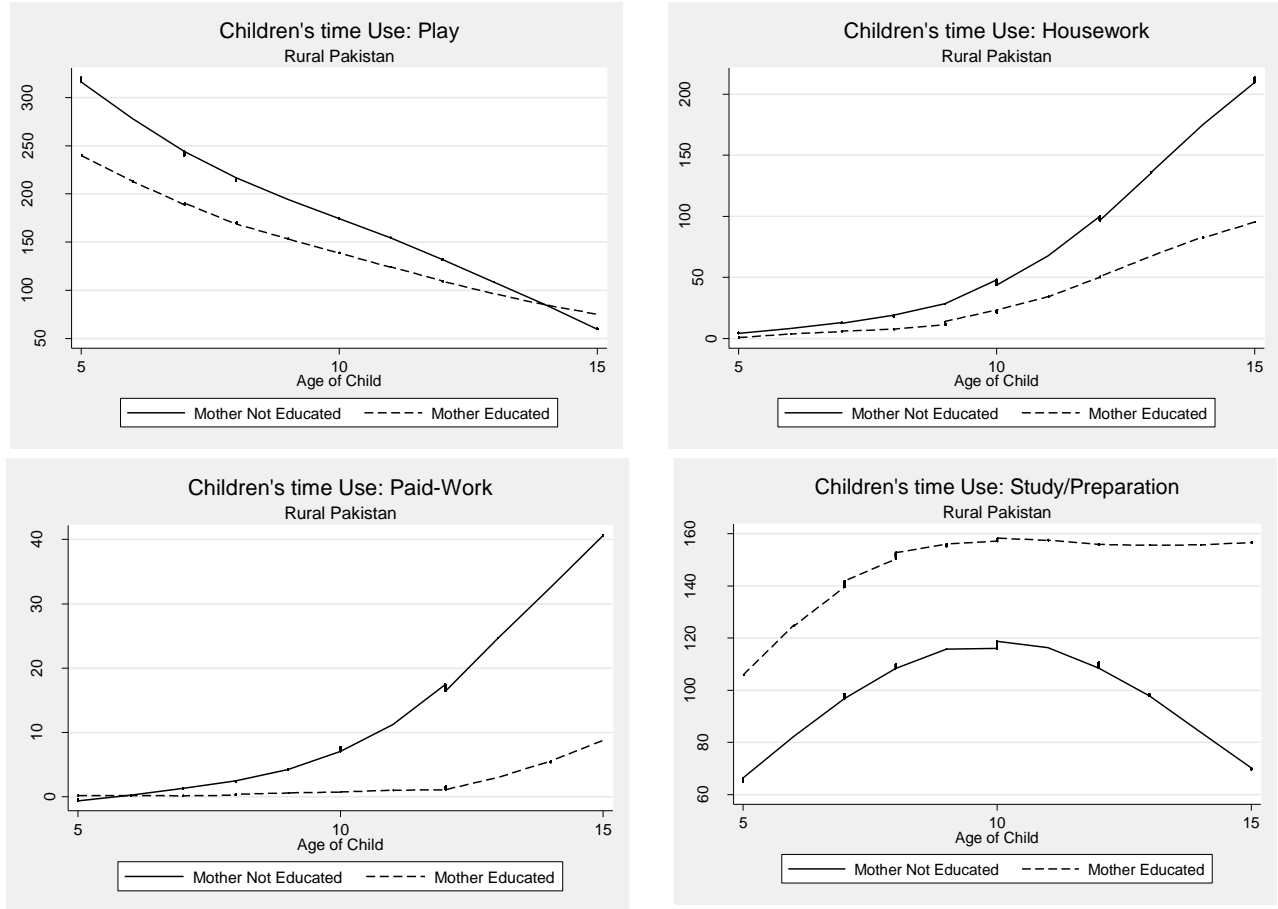 Children's time Use: Play
Rural Pakistan
300
250
200
150
100
50
5 10 15
Age of Child
Mother Not Educated Mother Educated
Children's time Use: Housework
Rural Pakistan
200
150
100
50
0
5 10 15
Age of Child
Mother Not Educated Mother Educated
Children's time Use: Paid-Work
Rural Pakistan
40
30
20
10
0
5 10 15
Age of Child
Mother Not Educated Mother Educated
Children's time Use: Study/Preparation
Rural Pakistan
160
140
120
100
80
60
5 10 15
Age of Child
Mother Not Educated Mother Educated